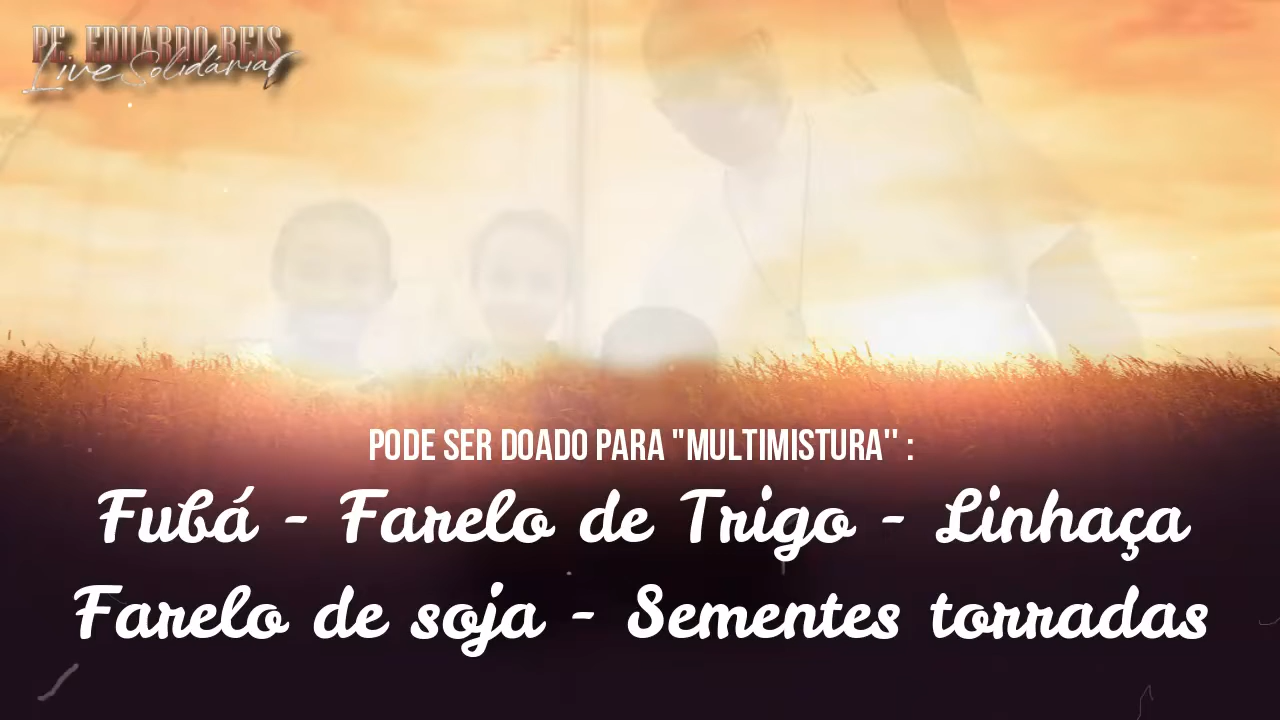 PE. EDUARDO REIS
Live Solidária
PODE SER DOADO PARA "MULTIMISTURA" :
Fubá - Farelo de Trigo - Linhaça
Farelo de soja - Sementes torradas